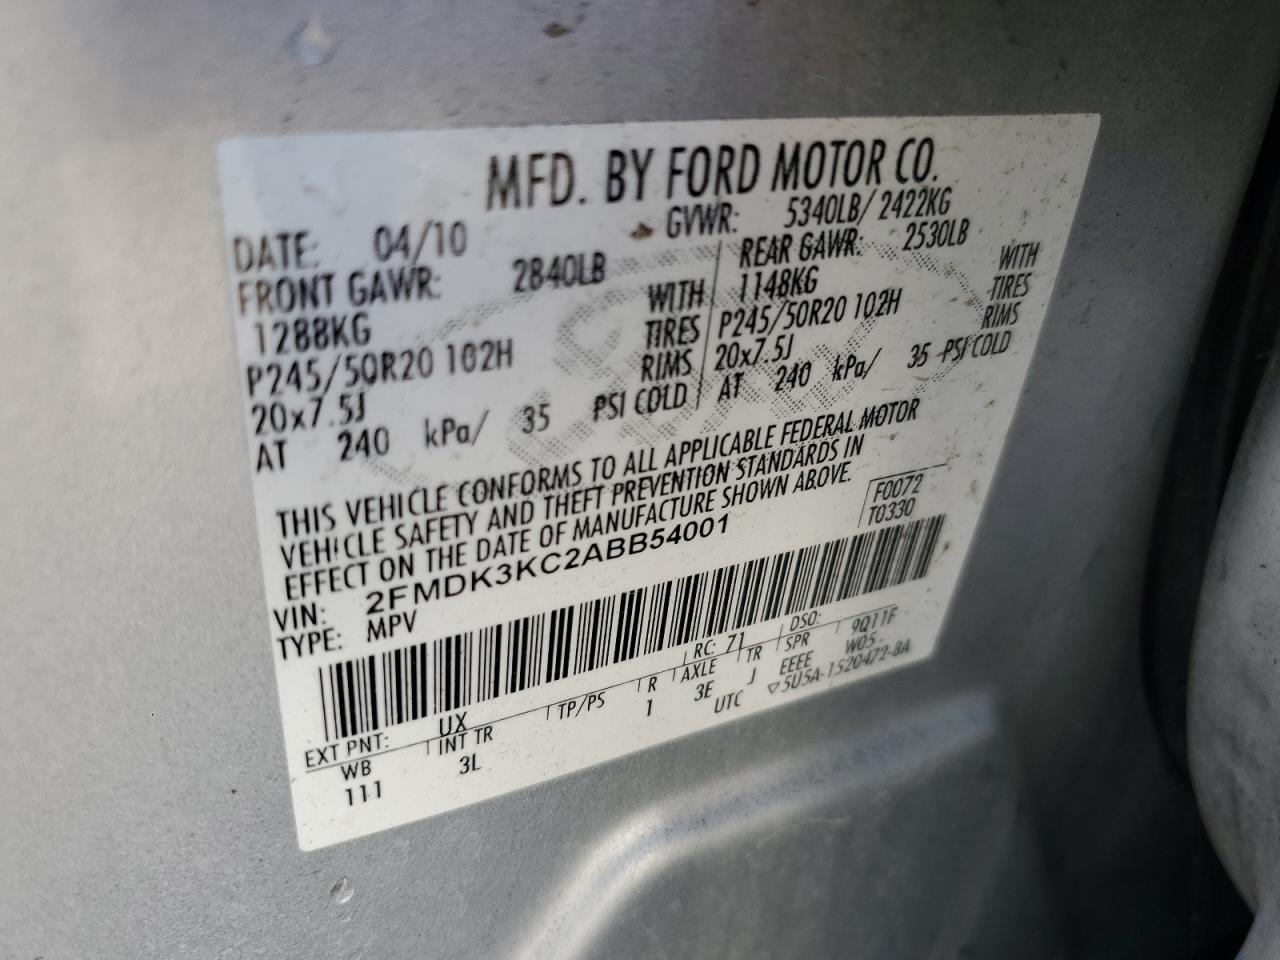 MFD. BY FORD MOTOR CO.
DATE: 04/10 GVWR: 5340LB/ 2422KG
FRONT GAWR: 2840LB REAR GAWR: 2530LB
1288KG WITH 1148KG WITH
P245/50R20 102H TIRES P245/50R20 102H TIRES
20x7.5J RIMS 20x7.5J RIMS
AT 240 kPa/ 35 PSI COLD AT 240 kPa/ 35 PSI COLD
THIS VEHICLE CONFORMS TO ALL APPLICABLE FEDERAL MOTOR
VEHICLE SAFETY AND THEFT PREVENTION STANDARDS IN
EFFECT ON THE DATE OF MANUFACTURE SHOWN ABOVE.
F0072
T0330
VIN: 2FMDK3KC2ABB54001
TYPE: MPV
EXT PNT: UX RC: 71 DSO:
WB INT TR TP/PS R AXLE TR SPR 9Q11F
111 3L 1 3E J EEEE W05-
UTC ▽5U5A-1520472-BA